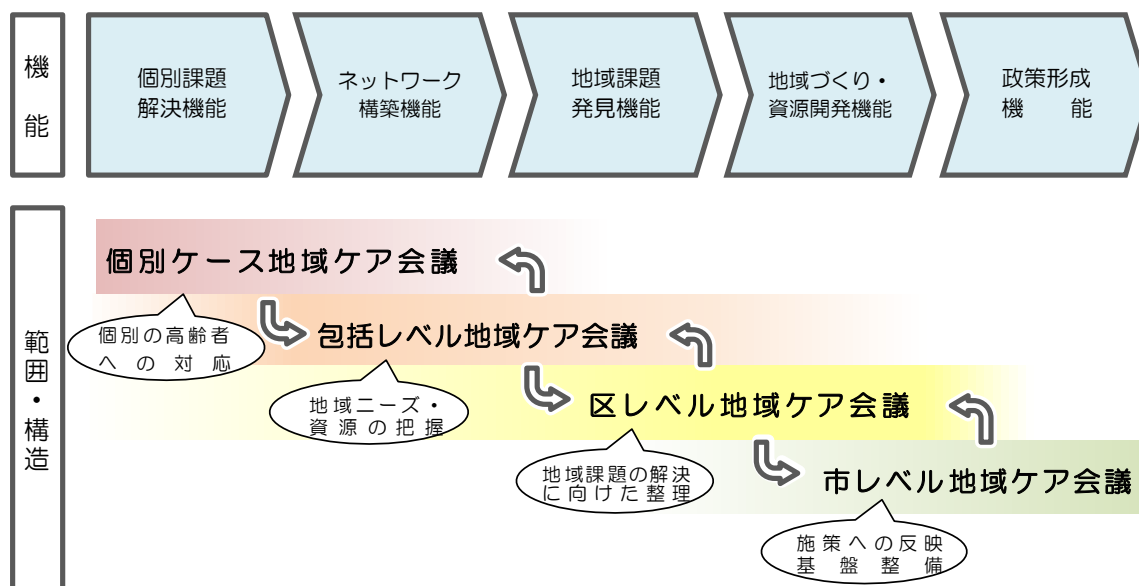 機能
個別課題
解決機能
ネットワーク
構築機能
地域課題
発見機能
地域づくり・
資源開発機能
政策形成
機能
範囲・構造
個別ケース地域ケア会議
個別の高齢者
への対応
包括レベル地域ケア会議
地域ニーズ・
資源の把握
区レベル地域ケア会議
地域課題の解決
に向けた整理
市レベル地域ケア会議
施策への反映
基盤整備